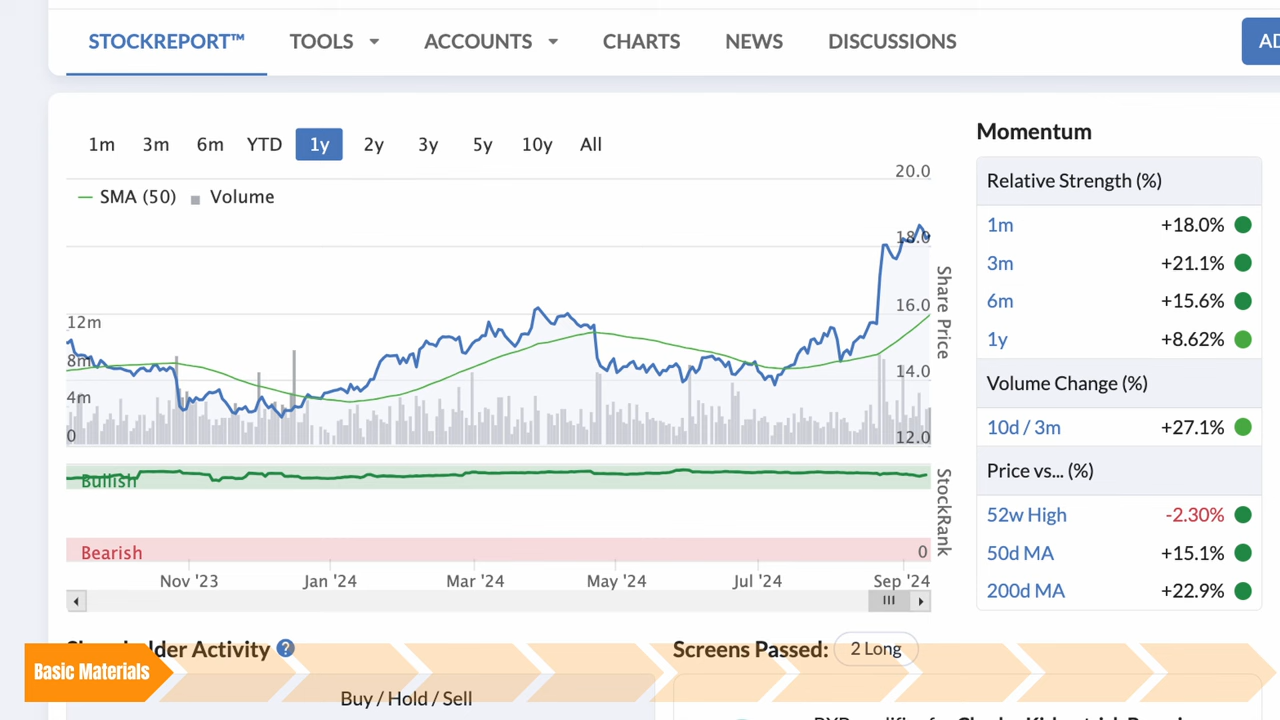 STOCKREPORT™ TOOLS ACCOUNTS CHARTS NEWS DISCUSSIONS AD
1m 3m 6m YTD 1y 2y 3y 5y 10y All
SMA (50) Volume
20.0
18.0
16.0
14.0
12.0
Share Price
12m
8m
4m
0
Bullish
Bearish
0
StockRank
Nov '23 Jan '24 Mar '24 May '24 Jul '24 Sep '24
Momentum
Relative Strength (%)
1m +18.0%
3m +21.1%
6m +15.6%
1y +8.62%
Volume Change (%)
10d / 3m +27.1%
Price vs... (%)
52w High -2.30%
50d MA +15.1%
200d MA +22.9%
Activity ?
Screens Passed: 2 Long
Basic Materials
Buy / Hold / Sell